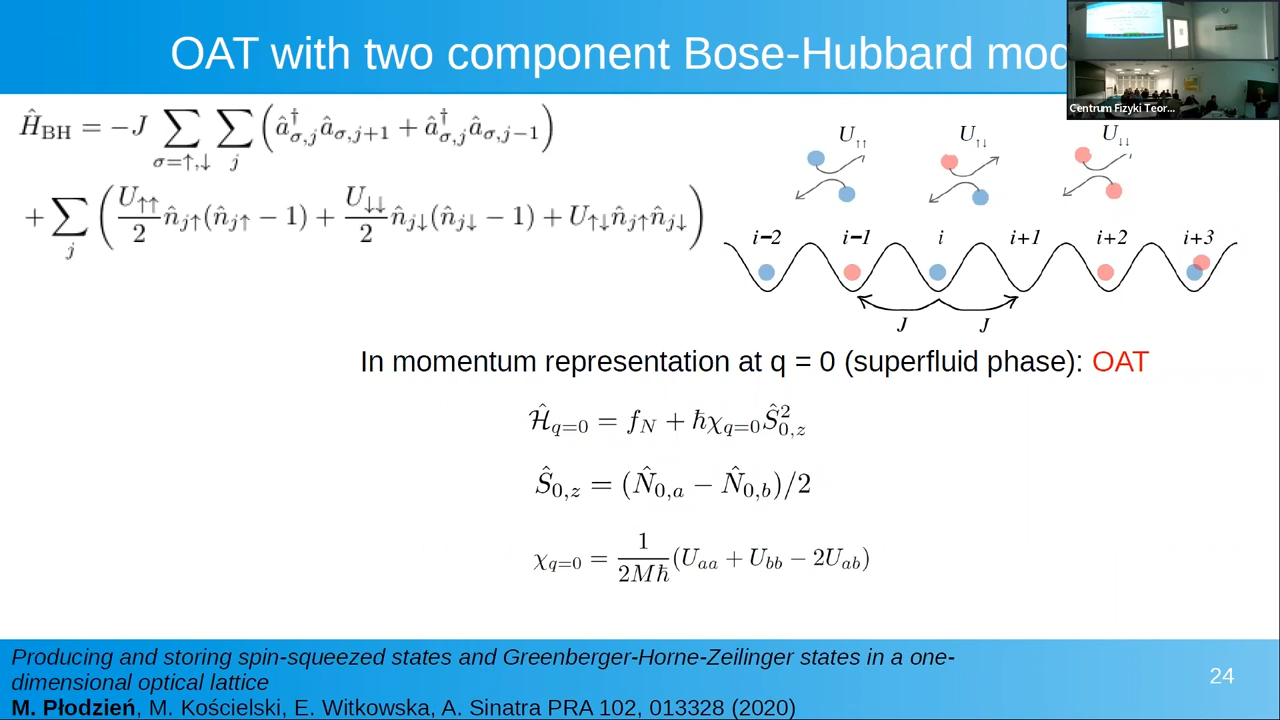 OAT with two component Bose-Hubbard mod
Centrum Fizyki Teor...
Ĥ_BH = −J ∑_{σ=↑,↓} ∑_j (â†_{σ,j} â_{σ,j+1} + â†_{σ,j} â_{σ,j−1})
+ ∑_j (U_↑↑/2 n̂_{j↑}(n̂_{j↑} − 1) + U_↓↓/2 n̂_{j↓}(n̂_{j↓} − 1) + U_↑↓ n̂_{j↑} n̂_{j↓})
U_↑↑ U_↑↓ U_↓↓
i−2 i−1 i i+1 i+2 i+3
J J
In momentum representation at q = 0 (superfluid phase): OAT
Ĥ_{q=0} = f_N + ħχ_{q=0} Ŝ²_{0,z}
Ŝ_{0,z} = (N̂_{0,a} − N̂_{0,b})/2
χ_{q=0} = 1/(2Mħ) (U_aa + U_bb − 2U_ab)
Producing and storing spin-squeezed states and Greenberger-Horne-Zeilinger states in a one-
dimensional optical lattice
M. Płodzień, M. Kościelski, E. Witkowska, A. Sinatra PRA 102, 013328 (2020)
24